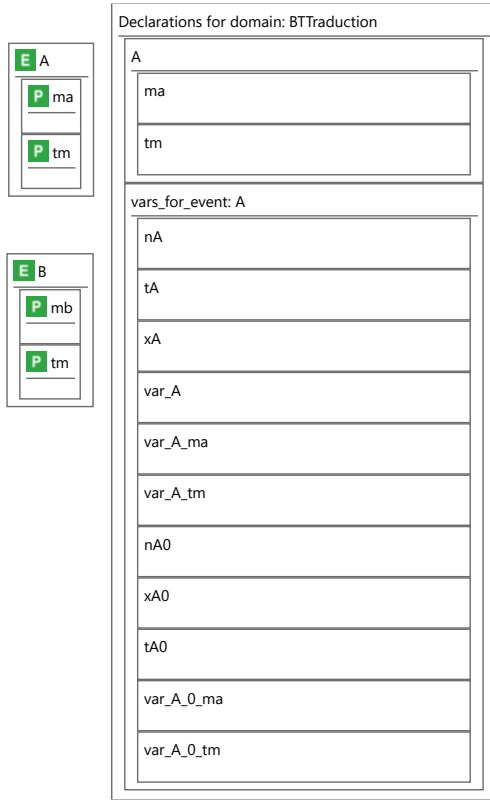 E A
P ma
P tm
E B
P mb
P tm
Declarations for domain: BTTraduction
A
ma
tm
vars_for_event: A
nA
tA
xA
var_A
var_A_ma
var_A_tm
nA0
xA0
tA0
var_A_0_ma
var_A_0_tm